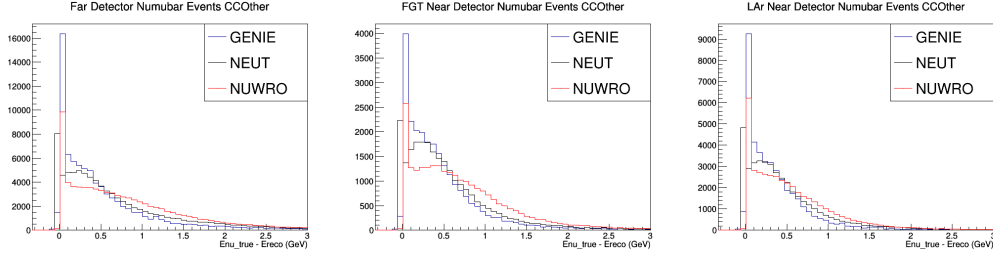 Far Detector Numubar Events CCOther
16000
14000
12000
10000
8000
6000
4000
2000
0
GENIE
NEUT
NUWRO
0 0.5 1 1.5 2 2.5 3
Enu_true - Ereco (GeV)
FGT Near Detector Numubar Events CCOther
4000
3500
3000
2500
2000
1500
1000
500
0
GENIE
NEUT
NUWRO
0 0.5 1 1.5 2 2.5 3
Enu_true - Ereco (GeV)
LAr Near Detector Numubar Events CCOther
9000
8000
7000
6000
5000
4000
3000
2000
1000
0
GENIE
NEUT
NUWRO
0 0.5 1 1.5 2 2.5 3
Enu_true - Ereco (GeV)